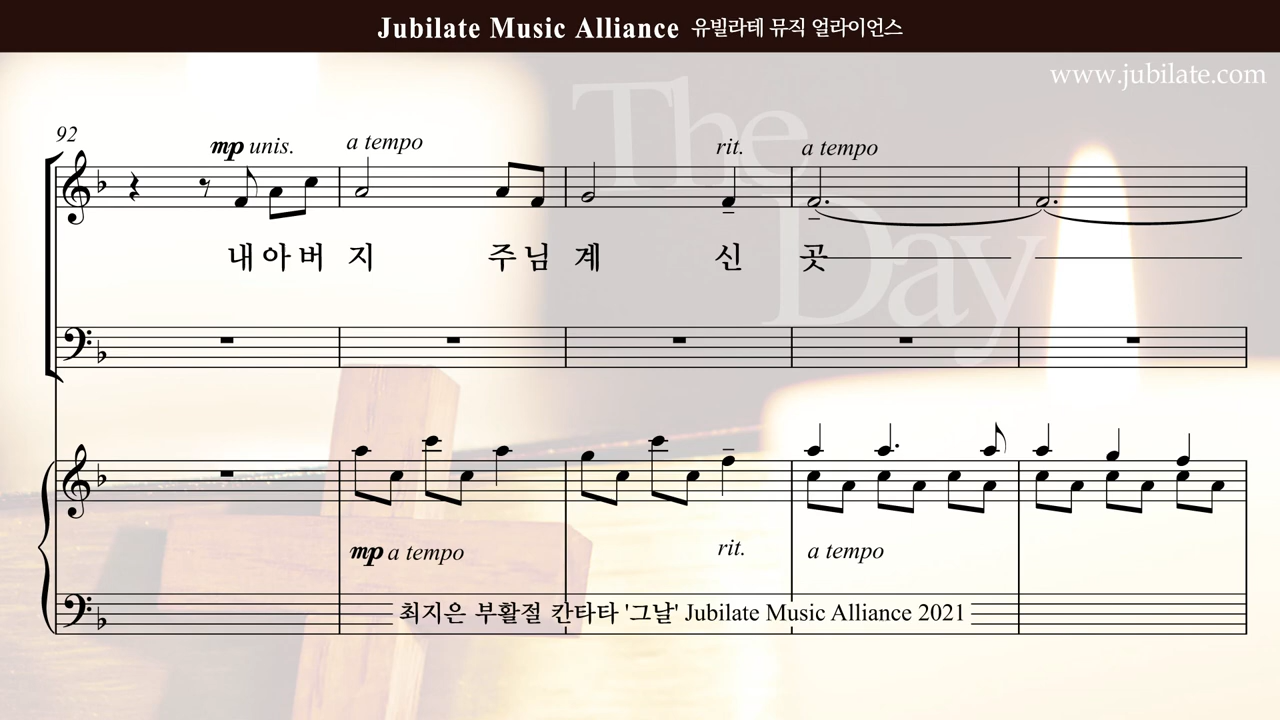 Jubilate Music Alliance 유빌라테 뮤직 얼라이언스
www.jubilate.com
The
Day
92
mp unis. a tempo rit. a tempo
내 아 버 지 주 님 계 신 곳
mp a tempo rit. a tempo
최지은 부활절 칸타타 '그날' Jubilate Music Alliance 2021